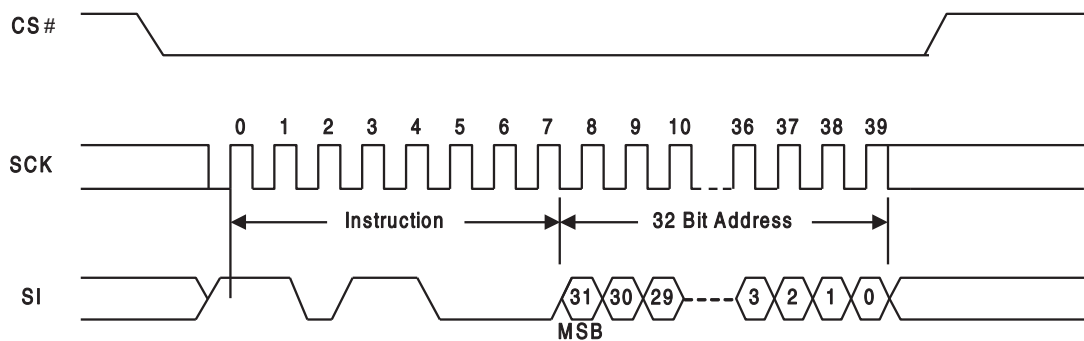 CS#
0 1 2 3 4 5 6 7 8 9 10 36 37 38 39
SCK
Instruction 32 Bit Address
SI 31 30 29 3 2 1 0
MSB